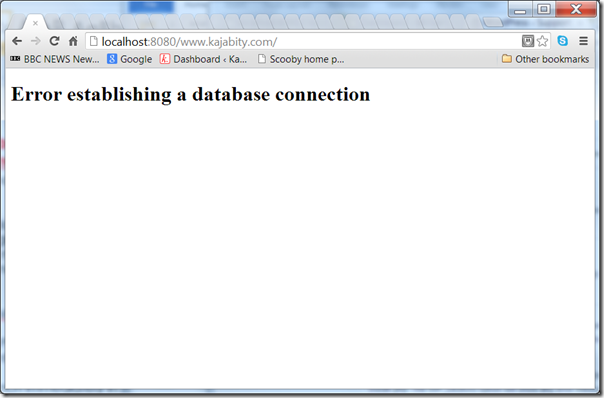 localhost:8080/www.kajabity.com/
BBC NEWS New... Google Dashboard ‹ Ka... Scooby home p... Other bookmarks
Error establishing a database connection